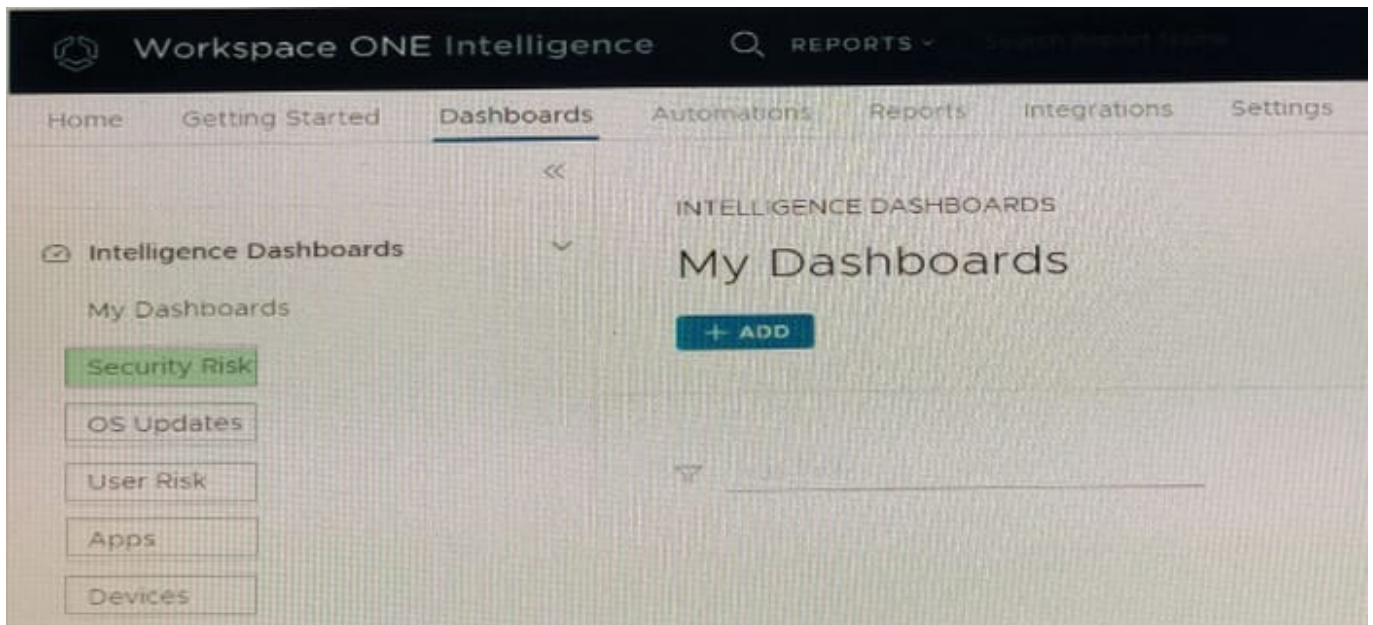 Workspace ONE Intelligence REPORTS
Home Getting Started Dashboards Automations Reports Integrations Settings
INTELLIGENCE DASHBOARDS
Intelligence Dashboards
My Dashboards
My Dashboards
+ ADD
Security Risk
OS Updates
User Risk
Apps
Devices